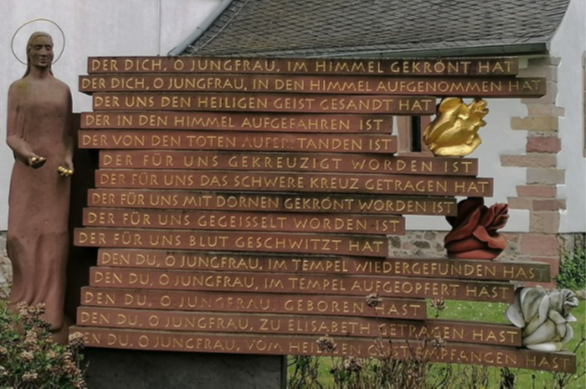 DER DICH, O JUNGFRAU, IM HIMMEL GEKRÖNT HAT
DER DICH, O JUNGFRAU, IN DEN HIMMEL AUFGENOMMEN HAT
DER UNS DEN HEILIGEN GEIST GESANDT HAT
DER IN DEN HIMMEL AUFGEFAHREN IST
DER VON DEN TOTEN AUFERSTANDEN IST
DER FÜR UNS GEKREUZIGT WORDEN IST
DER FÜR UNS DAS SCHWERE KREUZ GETRAGEN HAT
DER FÜR UNS MIT DORNEN GEKRÖNT WORDEN IST
DER FÜR UNS GEGEISSELT WORDEN IST
DER FÜR UNS BLUT GESCHWITZT HAT
DEN DU, O JUNGFRAU, IM TEMPEL WIEDERGEFUNDEN HAST
DEN DU, O JUNGFRAU, IM TEMPEL AUFGEOPFERT HAST
DEN DU, O JUNGFRAU, GEBOREN HAST
DEN DU, O JUNGFRAU, ZU ELISABETH GETRAGEN HAST
DEN DU, O JUNGFRAU, VOM HEILIGEN GEIST EMPFANGEN HAST